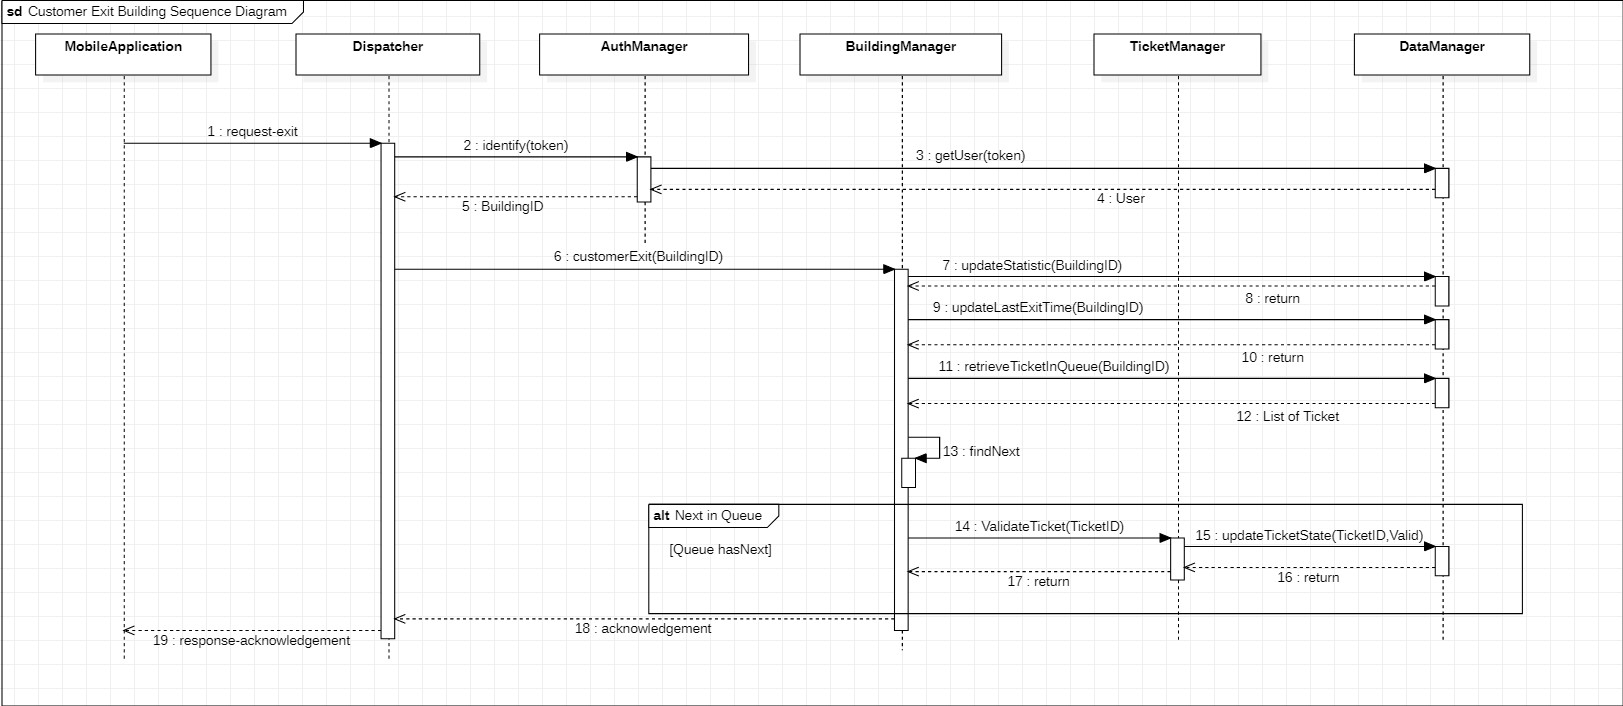 sd Customer Exit Building Sequence Diagram
MobileApplication
Dispatcher
AuthManager
BuildingManager
TicketManager
DataManager
1 : request-exit
2 : identify(token)
3 : getUser(token)
4 : User
5 : BuildingID
6 : customerExit(BuildingID)
7 : updateStatistic(BuildingID)
8 : return
9 : updateLastExitTime(BuildingID)
10 : return
11 : retrieveTicketInQueue(BuildingID)
12 : List of Ticket
13 : findNext
alt Next in Queue
[Queue hasNext]
14 : ValidateTicket(TicketID)
15 : updateTicketState(TicketID,Valid)
16 : return
17 : return
18 : acknowledgement
19 : response-acknowledgement